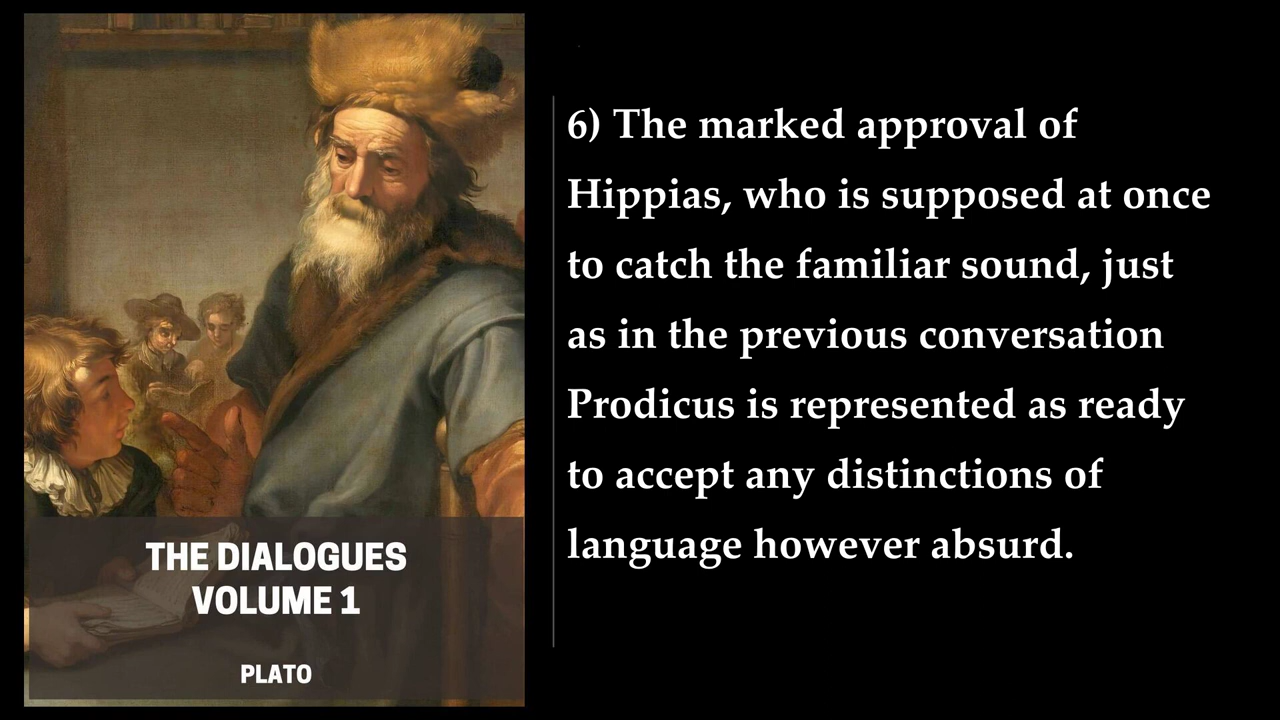 THE DIALOGUES
VOLUME 1
PLATO
6) The marked approval of
Hippias, who is supposed at once
to catch the familiar sound, just
as in the previous conversation
Prodicus is represented as ready
to accept any distinctions of
language however absurd.